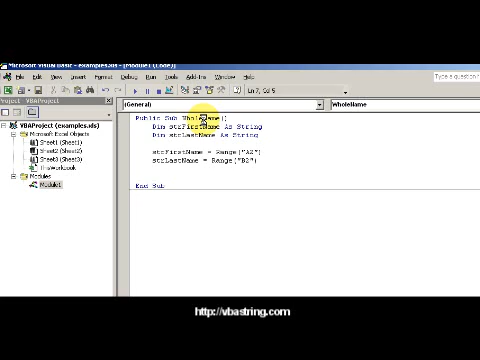 Microsoft Visual Basic - examples.xls - [Module1 (Code)]
File Edit View Insert Format Debug Run Tools Add-Ins Window Help
Type a question
Ln 7, Col 5
Project - VBAProject
(General)
WholeName
VBAProject (examples.xls)
Microsoft Excel Objects
Sheet1 (Sheet1)
Sheet2 (Sheet2)
Sheet3 (Sheet3)
ThisWorkbook
Modules
Module1
Public Sub WholeName()
Dim strFirstName As String
Dim strLastName As String
strFirstName = Range("A2")
strLastName = Range("B2")
End Sub
http://vbastring.com